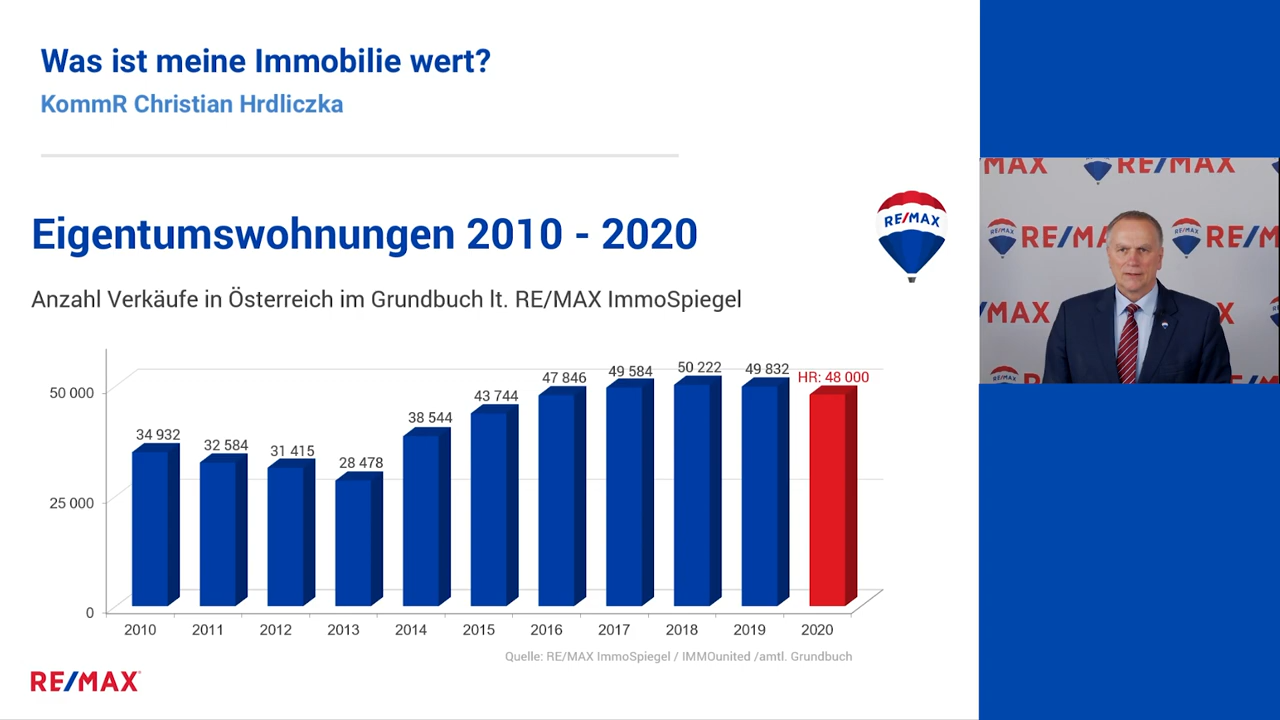 Was ist meine Immobilie wert?
KommR Christian Hrdliczka
Eigentumswohnungen 2010 - 2020
RE/MAX
Anzahl Verkäufe in Österreich im Grundbuch lt. RE/MAX ImmoSpiegel
50 000
25 000
0
34 932
32 584
31 415
28 478
38 544
43 744
47 846
49 584
50 222
49 832
HR: 48 000
2010 2011 2012 2013 2014 2015 2016 2017 2018 2019 2020
Quelle: RE/MAX ImmoSpiegel / IMMOunited /amtl. Grundbuch
RE/MAX
RE/MAX
RE/MAX